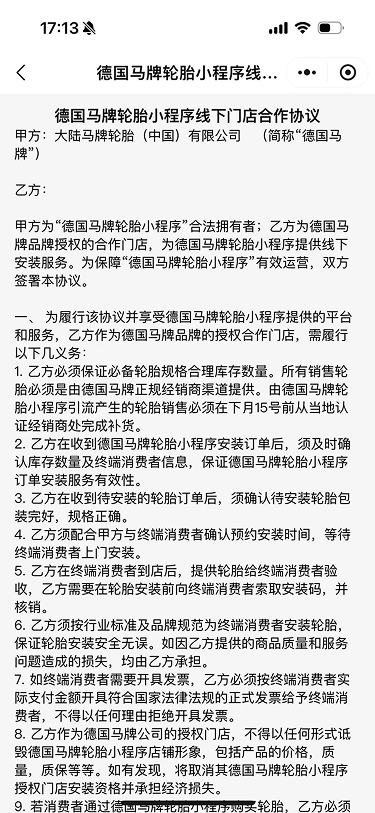 17:13
德国马牌轮胎小程序线...
德国马牌轮胎小程序线下门店合作协议
甲方：大陆马牌轮胎（中国）有限公司 （简称“德国马
牌”）
乙方：
甲方为“德国马牌轮胎小程序”合法拥有者；乙方为德国马
牌品牌授权的合作门店，为德国马牌轮胎小程序提供线下
安装服务。为保障“德国马牌轮胎小程序”有效运营，双方
签署本协议。
一、 为履行该协议并享受德国马牌轮胎小程序提供的平台
和服务，乙方作为德国马牌品牌的授权合作门店，需履行
以下几义务：
1. 乙方必须保证必备轮胎规格合理库存数量。所有销售轮
胎必须是由德国马牌正规经销商渠道提供。由德国马牌轮
胎小程序引流产生的轮胎销售必须在下月15号前从当地认
证经销商处完成补货。
2. 乙方在收到德国马牌轮胎小程序安装订单后，须及时确
认库存数量及终端消费者信息，保证德国马牌轮胎小程序
订单安装服务有效性。
3. 乙方在收到待安装的轮胎订单后，须确认待安装轮胎包
装完好，规格正确。
4. 乙方须配合甲方与终端消费者确认预约安装时间，等待
终端消费者上门安装。
5. 乙方在终端消费者到店后，提供轮胎给终端消费者验
收，乙方需要在轮胎安装前向终端消费者索取安装码，并
核销。
6. 乙方须按行业标准及品牌规范为终端消费者安装轮胎，
保证轮胎安装安全无误。如因乙方提供的商品质量和服务
问题造成的损失，均由乙方承担。
7. 如终端消费者需要开具发票，乙方必须按终端消费者实
际支付金额开具符合国家法律法规的正式发票给予终端消
费者，不得以任何理由拒绝开具发票。
8. 乙方作为德国马牌公司的授权门店，不得以任何形式诋
毁德国马牌轮胎小程序店铺形象，包括产品的价格，质
量，质保等等。如有发现，将取消其德国马牌轮胎小程序
授权门店安装资格并承担经济损失。
9. 若消费者通过德国马牌轮胎小程序购买轮胎，乙方必须